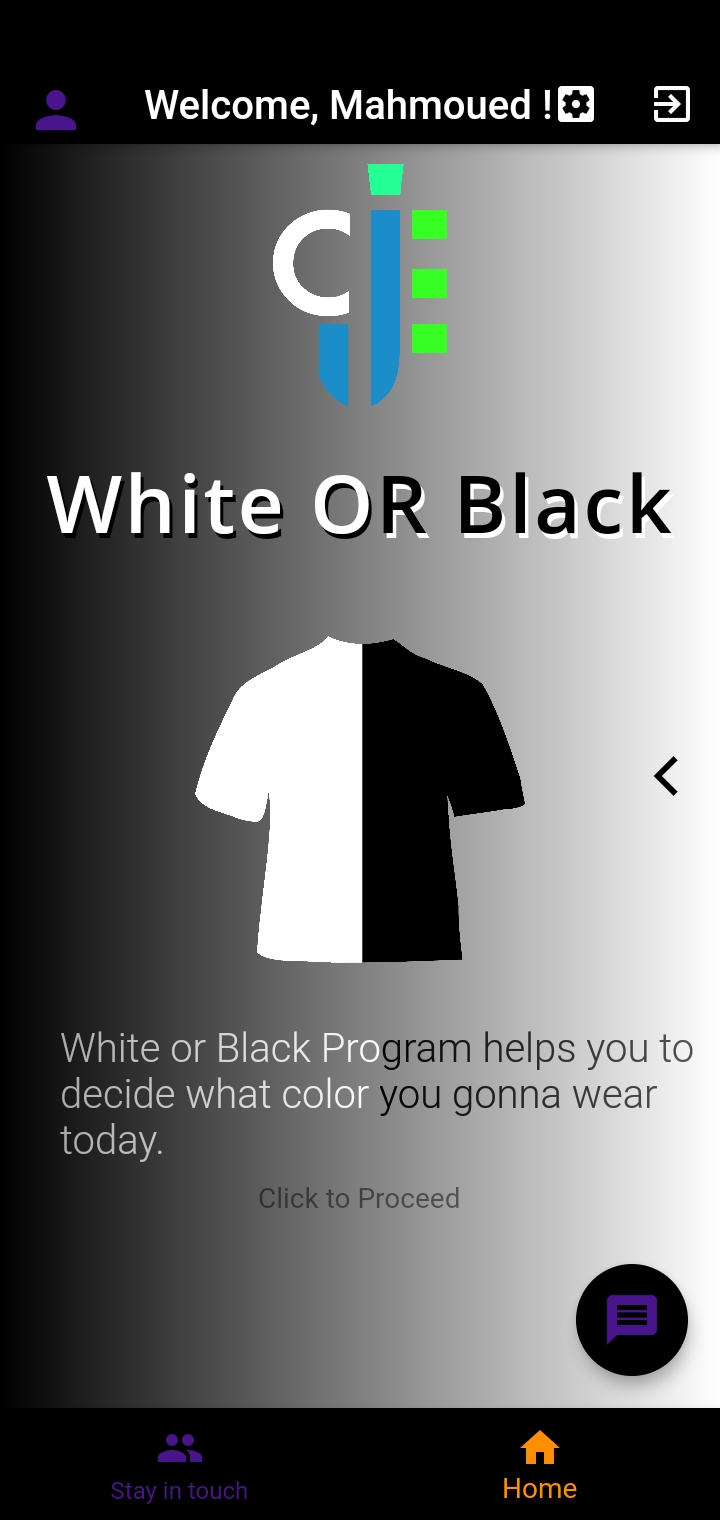 Welcome, Mahmoued !
White OR Black
White or Black Program helps you to
decide what color you gonna wear
today.
Click to Proceed
Stay in touch
Home